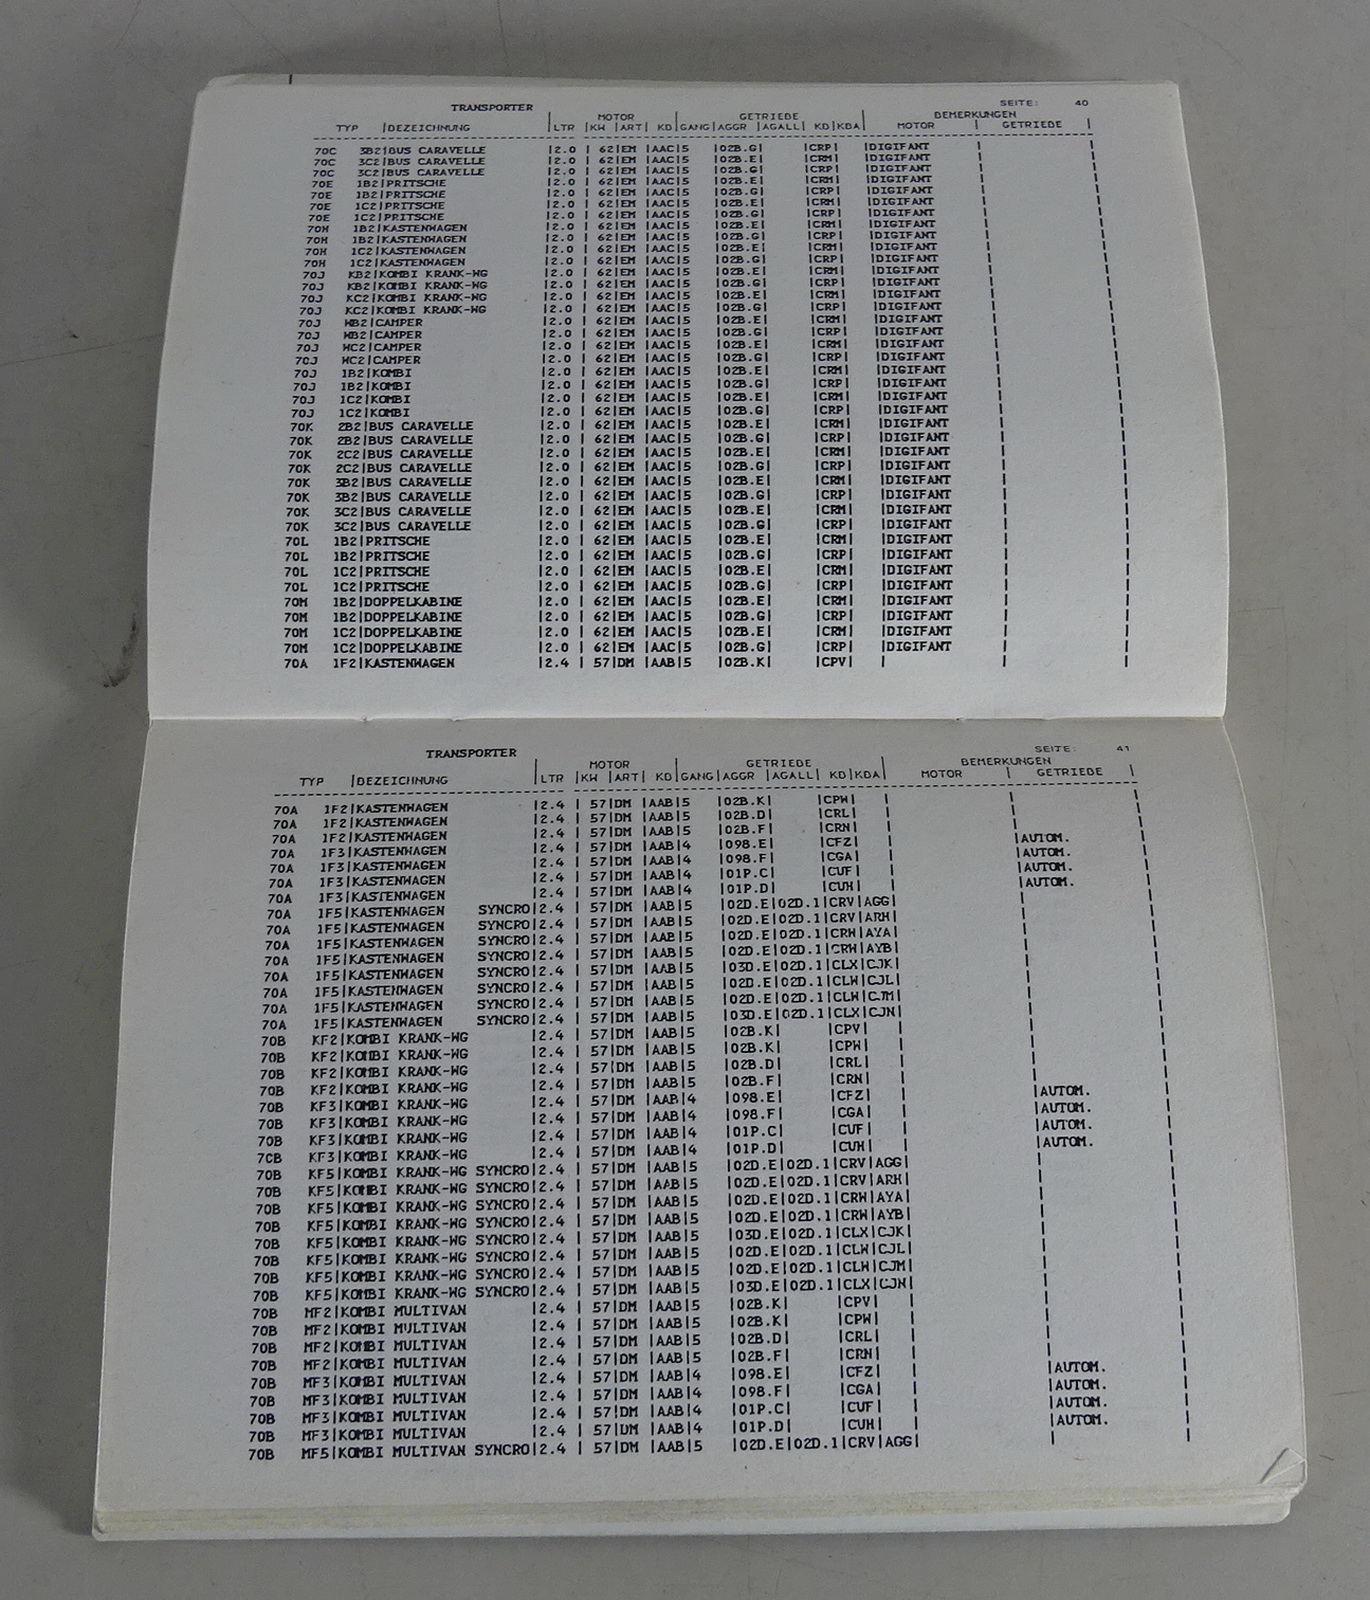 TRANSPORTER SEITE: 40
MOTOR GETRIEBE BEMERKUNGEN
TYP |BEZEICHNUNG |LTR |KW |ART| KD|GANG|AGGR |AGALL| KD|KDA| MOTOR | GETRIEBE
70C 3B2|BUS CARAVELLE |2.0 | 62|EM |AAC|5 |02B.G| |CRP| |DIGIFANT |
70C 3C2|BUS CARAVELLE |2.0 | 62|EM |AAC|5 |02B.E| |CRM| |DIGIFANT |
70C 3C2|BUS CARAVELLE |2.0 | 62|EM |AAC|5 |02B.G| |CRP| |DIGIFANT |
70E 1B2|PRITSCHE |2.0 | 62|EM |AAC|5 |02B.E| |CRM| |DIGIFANT |
70E 1B2|PRITSCHE |2.0 | 62|EM |AAC|5 |02B.G| |CRP| |DIGIFANT |
70E 1C2|PRITSCHE |2.0 | 62|EM |AAC|5 |02B.E| |CRM| |DIGIFANT |
70E 1C2|PRITSCHE |2.0 | 62|EM |AAC|5 |02B.G| |CRP| |DIGIFANT |
70H 1B2|KASTENWAGEN |2.0 | 62|EM |AAC|5 |02B.E| |CRM| |DIGIFANT |
70H 1B2|KASTENWAGEN |2.0 | 62|EM |AAC|5 |02B.G| |CRP| |DIGIFANT |
70H 1C2|KASTENWAGEN |2.0 | 62|EM |AAC|5 |02B.E| |CRM| |DIGIFANT |
70H 1C2|KASTENWAGEN |2.0 | 62|EM |AAC|5 |02B.G| |CRP| |DIGIFANT |
70J KB2|KOMBI KRANK-WG |2.0 | 62|EM |AAC|5 |02B.E| |CRM| |DIGIFANT |
70J KB2|KOMBI KRANK-WG |2.0 | 62|EM |AAC|5 |02B.G| |CRP| |DIGIFANT |
70J KC2|KOMBI KRANK-WG |2.0 | 62|EM |AAC|5 |02B.E| |CRM| |DIGIFANT |
70J KC2|KOMBI KRANK-WG |2.0 | 62|EM |AAC|5 |02B.G| |CRP| |DIGIFANT |
70J WB2|CAMPER |2.0 | 62|EM |AAC|5 |02B.E| |CRM| |DIGIFANT |
70J WB2|CAMPER |2.0 | 62|EM |AAC|5 |02B.G| |CRP| |DIGIFANT |
70J WC2|CAMPER |2.0 | 62|EM |AAC|5 |02B.E| |CRM| |DIGIFANT |
70J WC2|CAMPER |2.0 | 62|EM |AAC|5 |02B.G| |CRP| |DIGIFANT |
70J 1B2|KOMBI |2.0 | 62|EM |AAC|5 |02B.E| |CRM| |DIGIFANT |
70J 1B2|KOMBI |2.0 | 62|EM |AAC|5 |02B.G| |CRP| |DIGIFANT |
70J 1C2|KOMBI |2.0 | 62|EM |AAC|5 |02B.E| |CRM| |DIGIFANT |
70J 1C2|KOMBI |2.0 | 62|EM |AAC|5 |02B.G| |CRP| |DIGIFANT |
70K 2B2|BUS CARAVELLE |2.0 | 62|EM |AAC|5 |02B.E| |CRM| |DIGIFANT |
70K 2B2|BUS CARAVELLE |2.0 | 62|EM |AAC|5 |02B.G| |CRP| |DIGIFANT |
70K 2C2|BUS CARAVELLE |2.0 | 62|EM |AAC|5 |02B.E| |CRM| |DIGIFANT |
70K 2C2|BUS CARAVELLE |2.0 | 62|EM |AAC|5 |02B.G| |CRP| |DIGIFANT |
70K 3B2|BUS CARAVELLE |2.0 | 62|EM |AAC|5 |02B.E| |CRM| |DIGIFANT |
70K 3B2|BUS CARAVELLE |2.0 | 62|EM |AAC|5 |02B.G| |CRP| |DIGIFANT |
70K 3C2|BUS CARAVELLE |2.0 | 62|EM |AAC|5 |02B.E| |CRM| |DIGIFANT |
70K 3C2|BUS CARAVELLE |2.0 | 62|EM |AAC|5 |02B.G| |CRP| |DIGIFANT |
70L 1B2|PRITSCHE |2.0 | 62|EM |AAC|5 |02B.E| |CRM| |DIGIFANT |
70L 1B2|PRITSCHE |2.0 | 62|EM |AAC|5 |02B.G| |CRP| |DIGIFANT |
70L 1C2|PRITSCHE |2.0 | 62|EM |AAC|5 |02B.E| |CRM| |DIGIFANT |
70L 1C2|PRITSCHE |2.0 | 62|EM |AAC|5 |02B.G| |CRP| |DIGIFANT |
70M 1B2|DOPPELKABINE |2.0 | 62|EM |AAC|5 |02B.E| |CRM| |DIGIFANT |
70M 1B2|DOPPELKABINE |2.0 | 62|EM |AAC|5 |02B.G| |CRP| |DIGIFANT |
70M 1C2|DOPPELKABINE |2.0 | 62|EM |AAC|5 |02B.E| |CRM| |DIGIFANT |
70M 1C2|DOPPELKABINE |2.0 | 62|EM |AAC|5 |02B.G| |CRP| |DIGIFANT |
70A 1F2|KASTENWAGEN |2.4 | 57|DM |AAB|5 |02B.K| |CPV| | |
TRANSPORTER SEITE: 41
MOTOR GETRIEBE BEMERKUNGEN
TYP |BEZEICHNUNG |LTR |KW |ART| KD|GANG|AGGR |AGALL| KD|KDA| MOTOR | GETRIEBE |
70A 1F2|KASTENWAGEN |2.4 | 57|DM |AAB|5 |02B.K| |CPW| | |
70A 1F2|KASTENWAGEN |2.4 | 57|DM |AAB|5 |02B.D| |CRL| | |
70A 1F2|KASTENWAGEN |2.4 | 57|DM |AAB|5 |02B.F| |CRN| | |
70A 1F3|KASTENWAGEN |2.4 | 57|DM |AAB|4 |098.E| |CFZ| | |AUTOM.
70A 1F3|KASTENWAGEN |2.4 | 57|DM |AAB|4 |098.F| |CGA| | |AUTOM.
70A 1F3|KASTENWAGEN |2.4 | 57|DM |AAB|4 |01P.C| |CUF| | |AUTOM.
70A 1F3|KASTENWAGEN |2.4 | 57|DM |AAB|4 |01P.D| |CUH| | |AUTOM.
70A 1F5|KASTENWAGEN SYNCRO|2.4 | 57|DM |AAB|5 |02D.E|02D.1|CRV|AGG| |
70A 1F5|KASTENWAGEN SYNCRO|2.4 | 57|DM |AAB|5 |02D.E|02D.1|CRV|ARH| |
70A 1F5|KASTENWAGEN SYNCRO|2.4 | 57|DM |AAB|5 |02D.E|02D.1|CRW|AYA| |
70A 1F5|KASTENWAGEN SYNCRO|2.4 | 57|DM |AAB|5 |02D.E|02D.1|CRW|AYB| |
70A 1F5|KASTENWAGEN SYNCRO|2.4 | 57|DM |AAB|5 |03D.E|02D.1|CLX|CJK| |
70A 1F5|KASTENWAGEN SYNCRO|2.4 | 57|DM |AAB|5 |02D.E|02D.1|CLW|CJL| |
70A 1F5|KASTENWAGEN SYNCRO|2.4 | 57|DM |AAB|5 |02D.E|02D.1|CLW|CJM| |
70A 1F5|KASTENWAGEN SYNCRO|2.4 | 57|DM |AAB|5 |03D.E|02D.1|CLX|CJN| |
70B KF2|KOMBI KRANK-WG |2.4 | 57|DM |AAB|5 |02B.K| |CPV| | |
70B KF2|KOMBI KRANK-WG |2.4 | 57|DM |AAB|5 |02B.K| |CPW| | |
70B KF2|KOMBI KRANK-WG |2.4 | 57|DM |AAB|5 |02B.D| |CRL| | |
70B KF2|KOMBI KRANK-WG |2.4 | 57|DM |AAB|5 |02B.F| |CRN| | |
70B KF3|KOMBI KRANK-WG |2.4 | 57|DM |AAB|4 |098.E| |CFZ| | |AUTOM.
70B KF3|KOMBI KRANK-WG |2.4 | 57|DM |AAB|4 |098.F| |CGA| | |AUTOM.
70B KF3|KOMBI KRANK-WG |2.4 | 57|DM |AAB|4 |01P.C| |CUF| | |AUTOM.
70B KF3|KOMBI KRANK-WG |2.4 | 57|DM |AAB|4 |01P.D| |CUH| | |AUTOM.
70B KF5|KOMBI KRANK-WG SYNCRO|2.4 | 57|DM |AAB|5 |02D.E|02D.1|CRV|AGG| |
70B KF5|KOMBI KRANK-WG SYNCRO|2.4 | 57|DM |AAB|5 |02D.E|02D.1|CRV|ARH| |
70B KF5|KOMBI KRANK-WG SYNCRO|2.4 | 57|DM |AAB|5 |02D.E|02D.1|CRW|AYA| |
70B KF5|KOMBI KRANK-WG SYNCRO|2.4 | 57|DM |AAB|5 |02D.E|02D.1|CRW|AYB| |
70B KF5|KOMBI KRANK-WG SYNCRO|2.4 | 57|DM |AAB|5 |03D.E|02D.1|CLX|CJK| |
70B KF5|KOMBI KRANK-WG SYNCRO|2.4 | 57|DM |AAB|5 |02D.E|02D.1|CLW|CJL| |
70B KF5|KOMBI KRANK-WG SYNCRO|2.4 | 57|DM |AAB|5 |02D.E|02D.1|CLW|CJM| |
70B KF5|KOMBI KRANK-WG SYNCRO|2.4 | 57|DM |AAB|5 |03D.E|02D.1|CLX|CJN| |
70B MF2|KOMBI MULTIVAN |2.4 | 57|DM |AAB|5 |02B.K| |CPV| | |
70B MF2|KOMBI MULTIVAN |2.4 | 57|DM |AAB|5 |02B.K| |CPW| | |
70B MF2|KOMBI MULTIVAN |2.4 | 57|DM |AAB|5 |02B.D| |CRL| | |
70B MF2|KOMBI MULTIVAN |2.4 | 57|DM |AAB|5 |02B.F| |CRN| | |
70B MF3|KOMBI MULTIVAN |2.4 | 57|DM |AAB|4 |098.E| |CFZ| | |AUTOM.
70B MF3|KOMBI MULTIVAN |2.4 | 57|DM |AAB|4 |098.F| |CGA| | |AUTOM.
70B MF3|KOMBI MULTIVAN |2.4 | 57|DM |AAB|4 |01P.C| |CUF| | |AUTOM.
70B MF3|KOMBI MULTIVAN |2.4 | 57|DM |AAB|4 |01P.D| |CUH| | |AUTOM.
70B MF5|KOMBI MULTIVAN SYNCRO|2.4 | 57|DM |AAB|5 |02D.E|02D.1|CRV|AGG| |